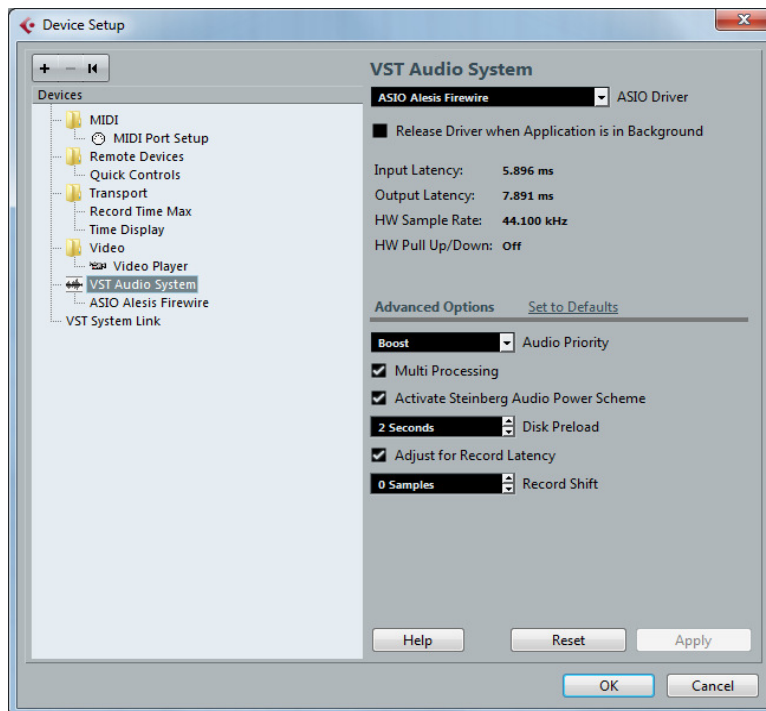 Device Setup
Devices
MIDI
MIDI Port Setup
Remote Devices
Quick Controls
Transport
Record Time Max
Time Display
Video
Video Player
VST Audio System
ASIO Alesis Firewire
VST System Link
VST Audio System
ASIO Alesis Firewire ASIO Driver
Release Driver when Application is in Background
Input Latency: 5.896 ms
Output Latency: 7.891 ms
HW Sample Rate: 44.100 kHz
HW Pull Up/Down: Off
Advanced Options Set to Defaults
Boost Audio Priority
Multi Processing
Activate Steinberg Audio Power Scheme
2 Seconds Disk Preload
Adjust for Record Latency
0 Samples Record Shift
Help Reset Apply
OK Cancel